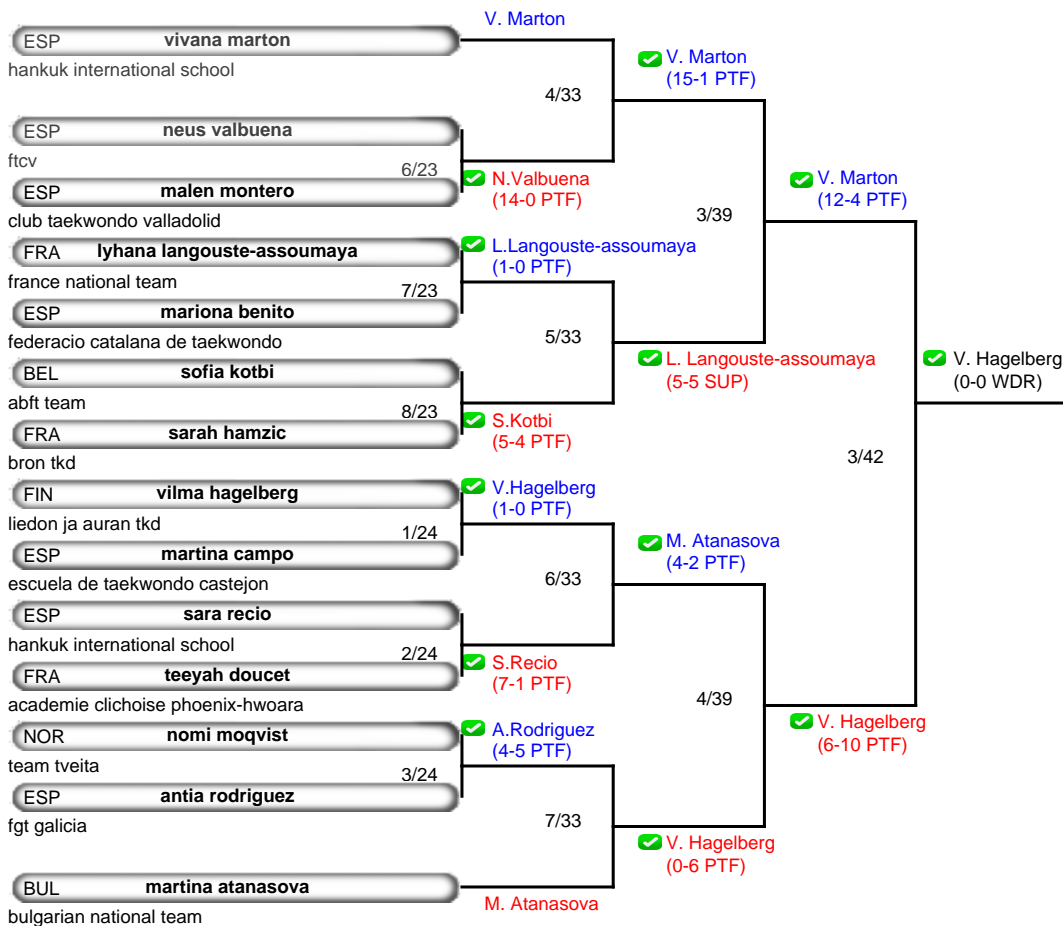 V. Marton
ESP vivana marton
hankuk international school
V. Marton
(15-1 PTF)
4/33
ESP neus valbuena
ftcv
6/23
N.Valbuena
(14-0 PTF)
ESP malen montero
club taekwondo valladolid
V. Marton
(12-4 PTF)
3/39
FRA lyhana langouste-assoumaya
france national team
L.Langouste-assoumaya
(1-0 PTF)
7/23
ESP mariona benito
federacio catalana de taekwondo
5/33
L. Langouste-assoumaya
(5-5 SUP)
V. Hagelberg
(0-0 WDR)
BEL sofia kotbi
abft team
8/23
S.Kotbi
(5-4 PTF)
FRA sarah hamzic
bron tkd
3/42
FIN vilma hagelberg
liedon ja auran tkd
V.Hagelberg
(1-0 PTF)
1/24
ESP martina campo
escuela de taekwondo castejon
M. Atanasova
(4-2 PTF)
6/33
ESP sara recio
hankuk international school
2/24
S.Recio
(7-1 PTF)
FRA teeyah doucet
academie clichoise phoenix-hwoara
4/39
V. Hagelberg
(6-10 PTF)
NOR nomi moqvist
team tveita
A.Rodriguez
(4-5 PTF)
3/24
ESP antia rodriguez
fgt galicia
7/33
V. Hagelberg
(0-6 PTF)
BUL martina atanasova
bulgarian national team
M. Atanasova